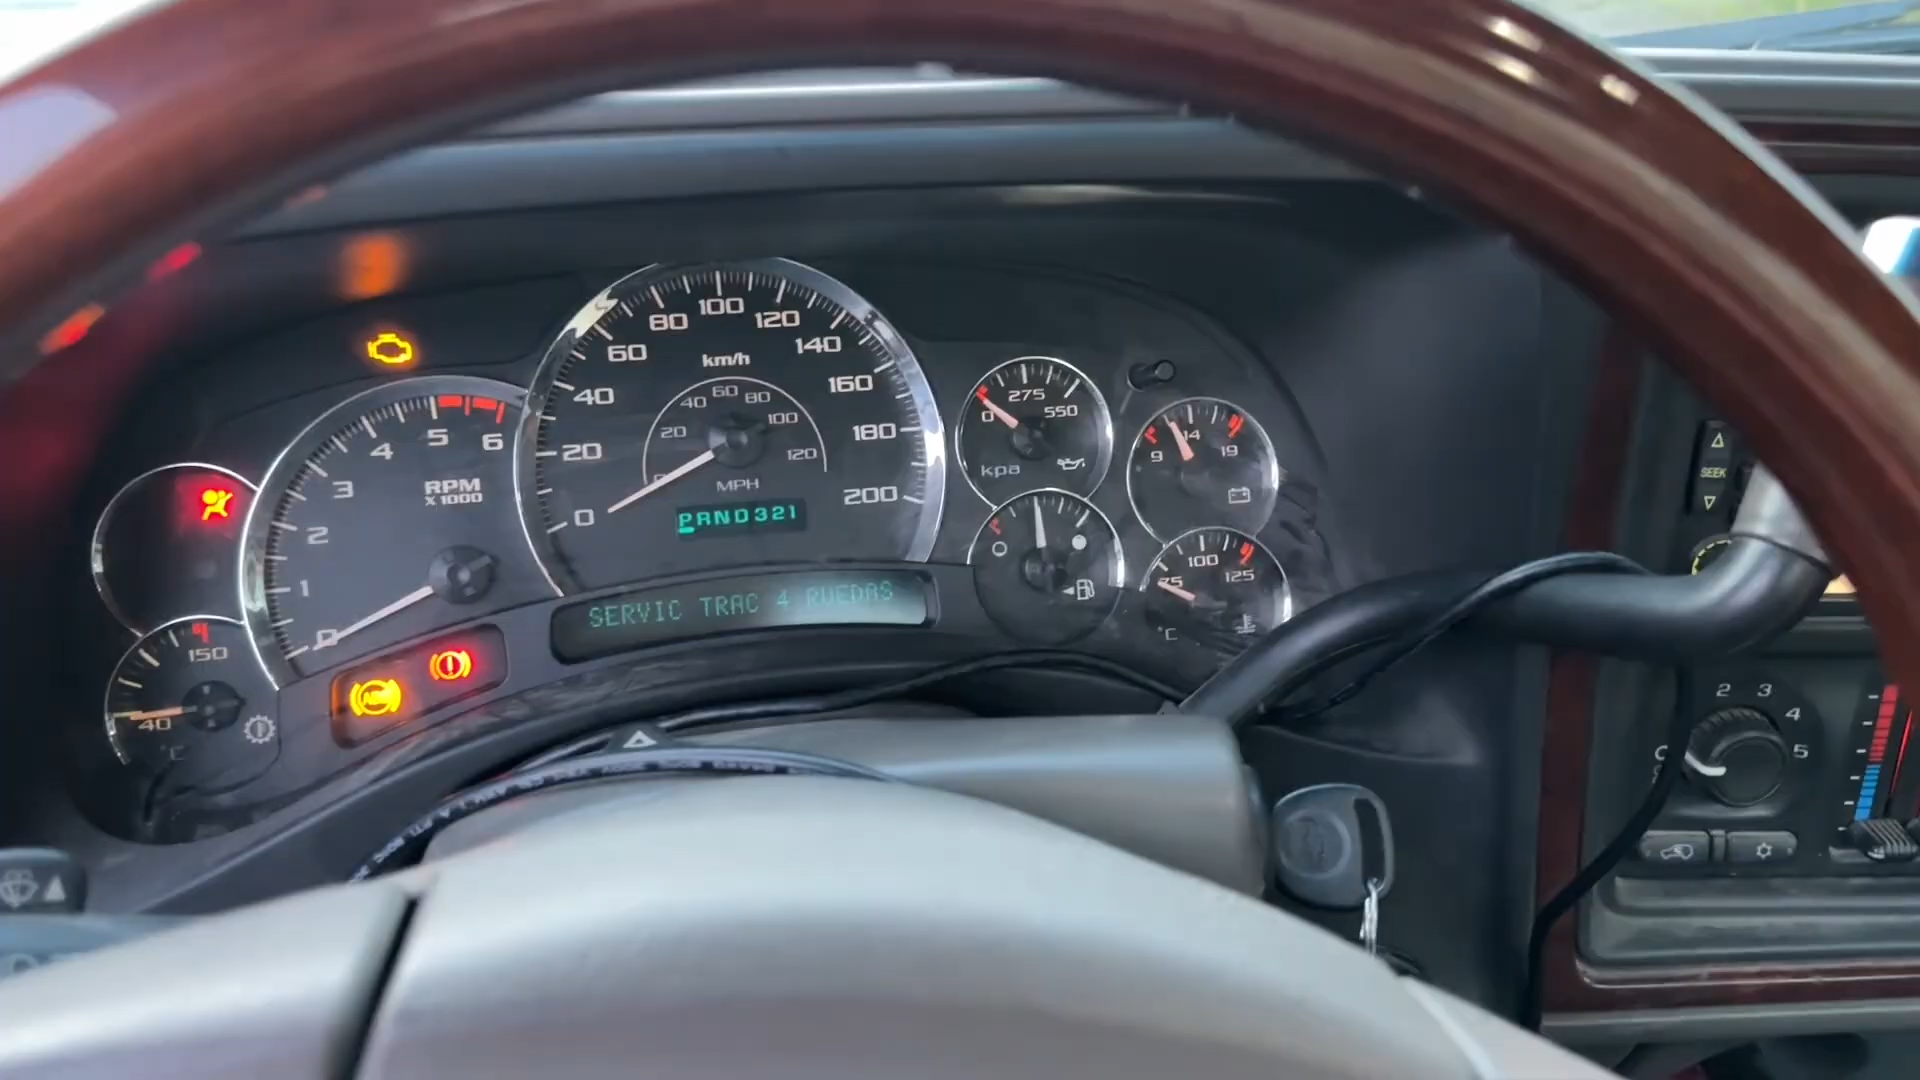 0 20 40 60 80 100 120 140 160 180 200
km/h
0 20 40 60 80 100 120
MPH
PRND321
0 1 2 3 4 5 6
RPM
X 1000
SERVIC TRAC 4 RUEDAS
0 275 550
kpa
9 14 19
75 100 125
°C
40 150
°C
ABS
SEEK
2 3 4 5